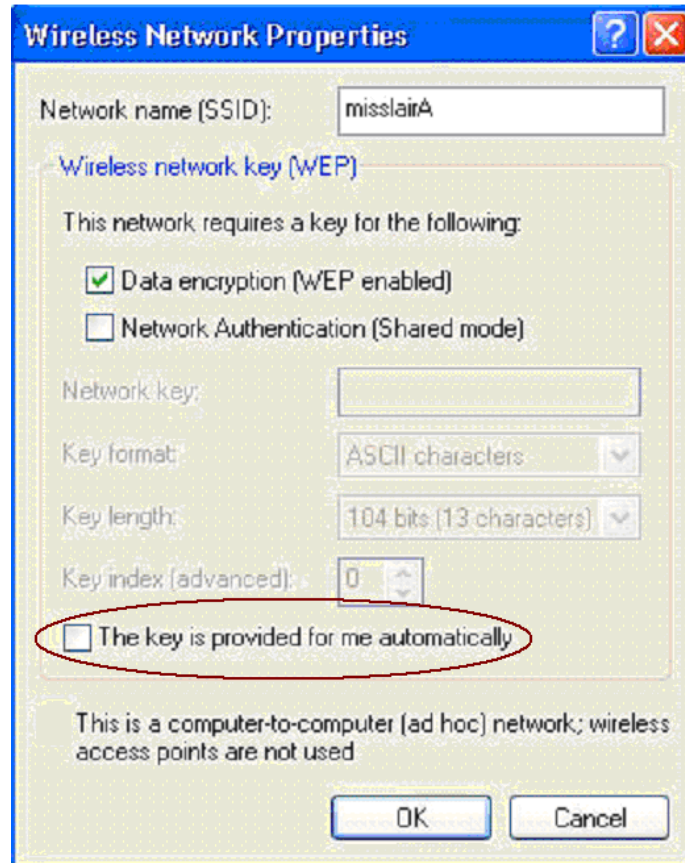 Wireless Network Properties
Network name (SSID): misslairA
Wireless network key (WEP)
This network requires a key for the following:
Data encryption (WEP enabled)
Network Authentication (Shared mode)
Network key:
Key format: ASCII characters
Key length: 104 bits (13 characters)
Key index (advanced): 0
The key is provided for me automatically
This is a computer-to-computer (ad hoc) network; wireless
access points are not used
OK Cancel